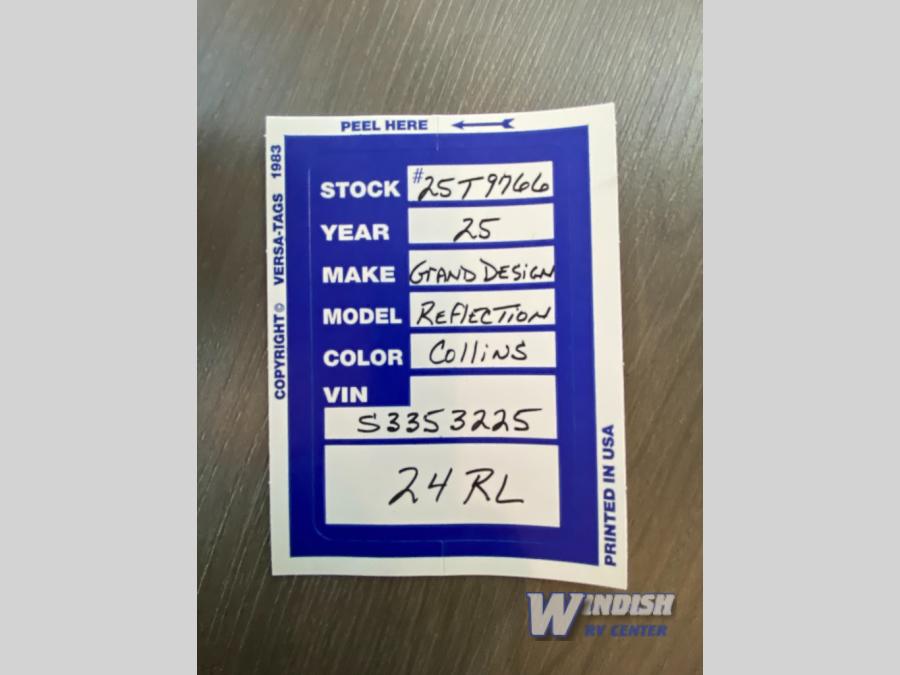 PEEL HERE
COPYRIGHT© VERSA-TAGS 1983
STOCK #25T9766
YEAR 25
MAKE GRAND DESIGN
MODEL REFLECTION
COLOR Collins
VIN
S3353225
24 RL
PRINTED IN USA
WINDISH
RV CENTER